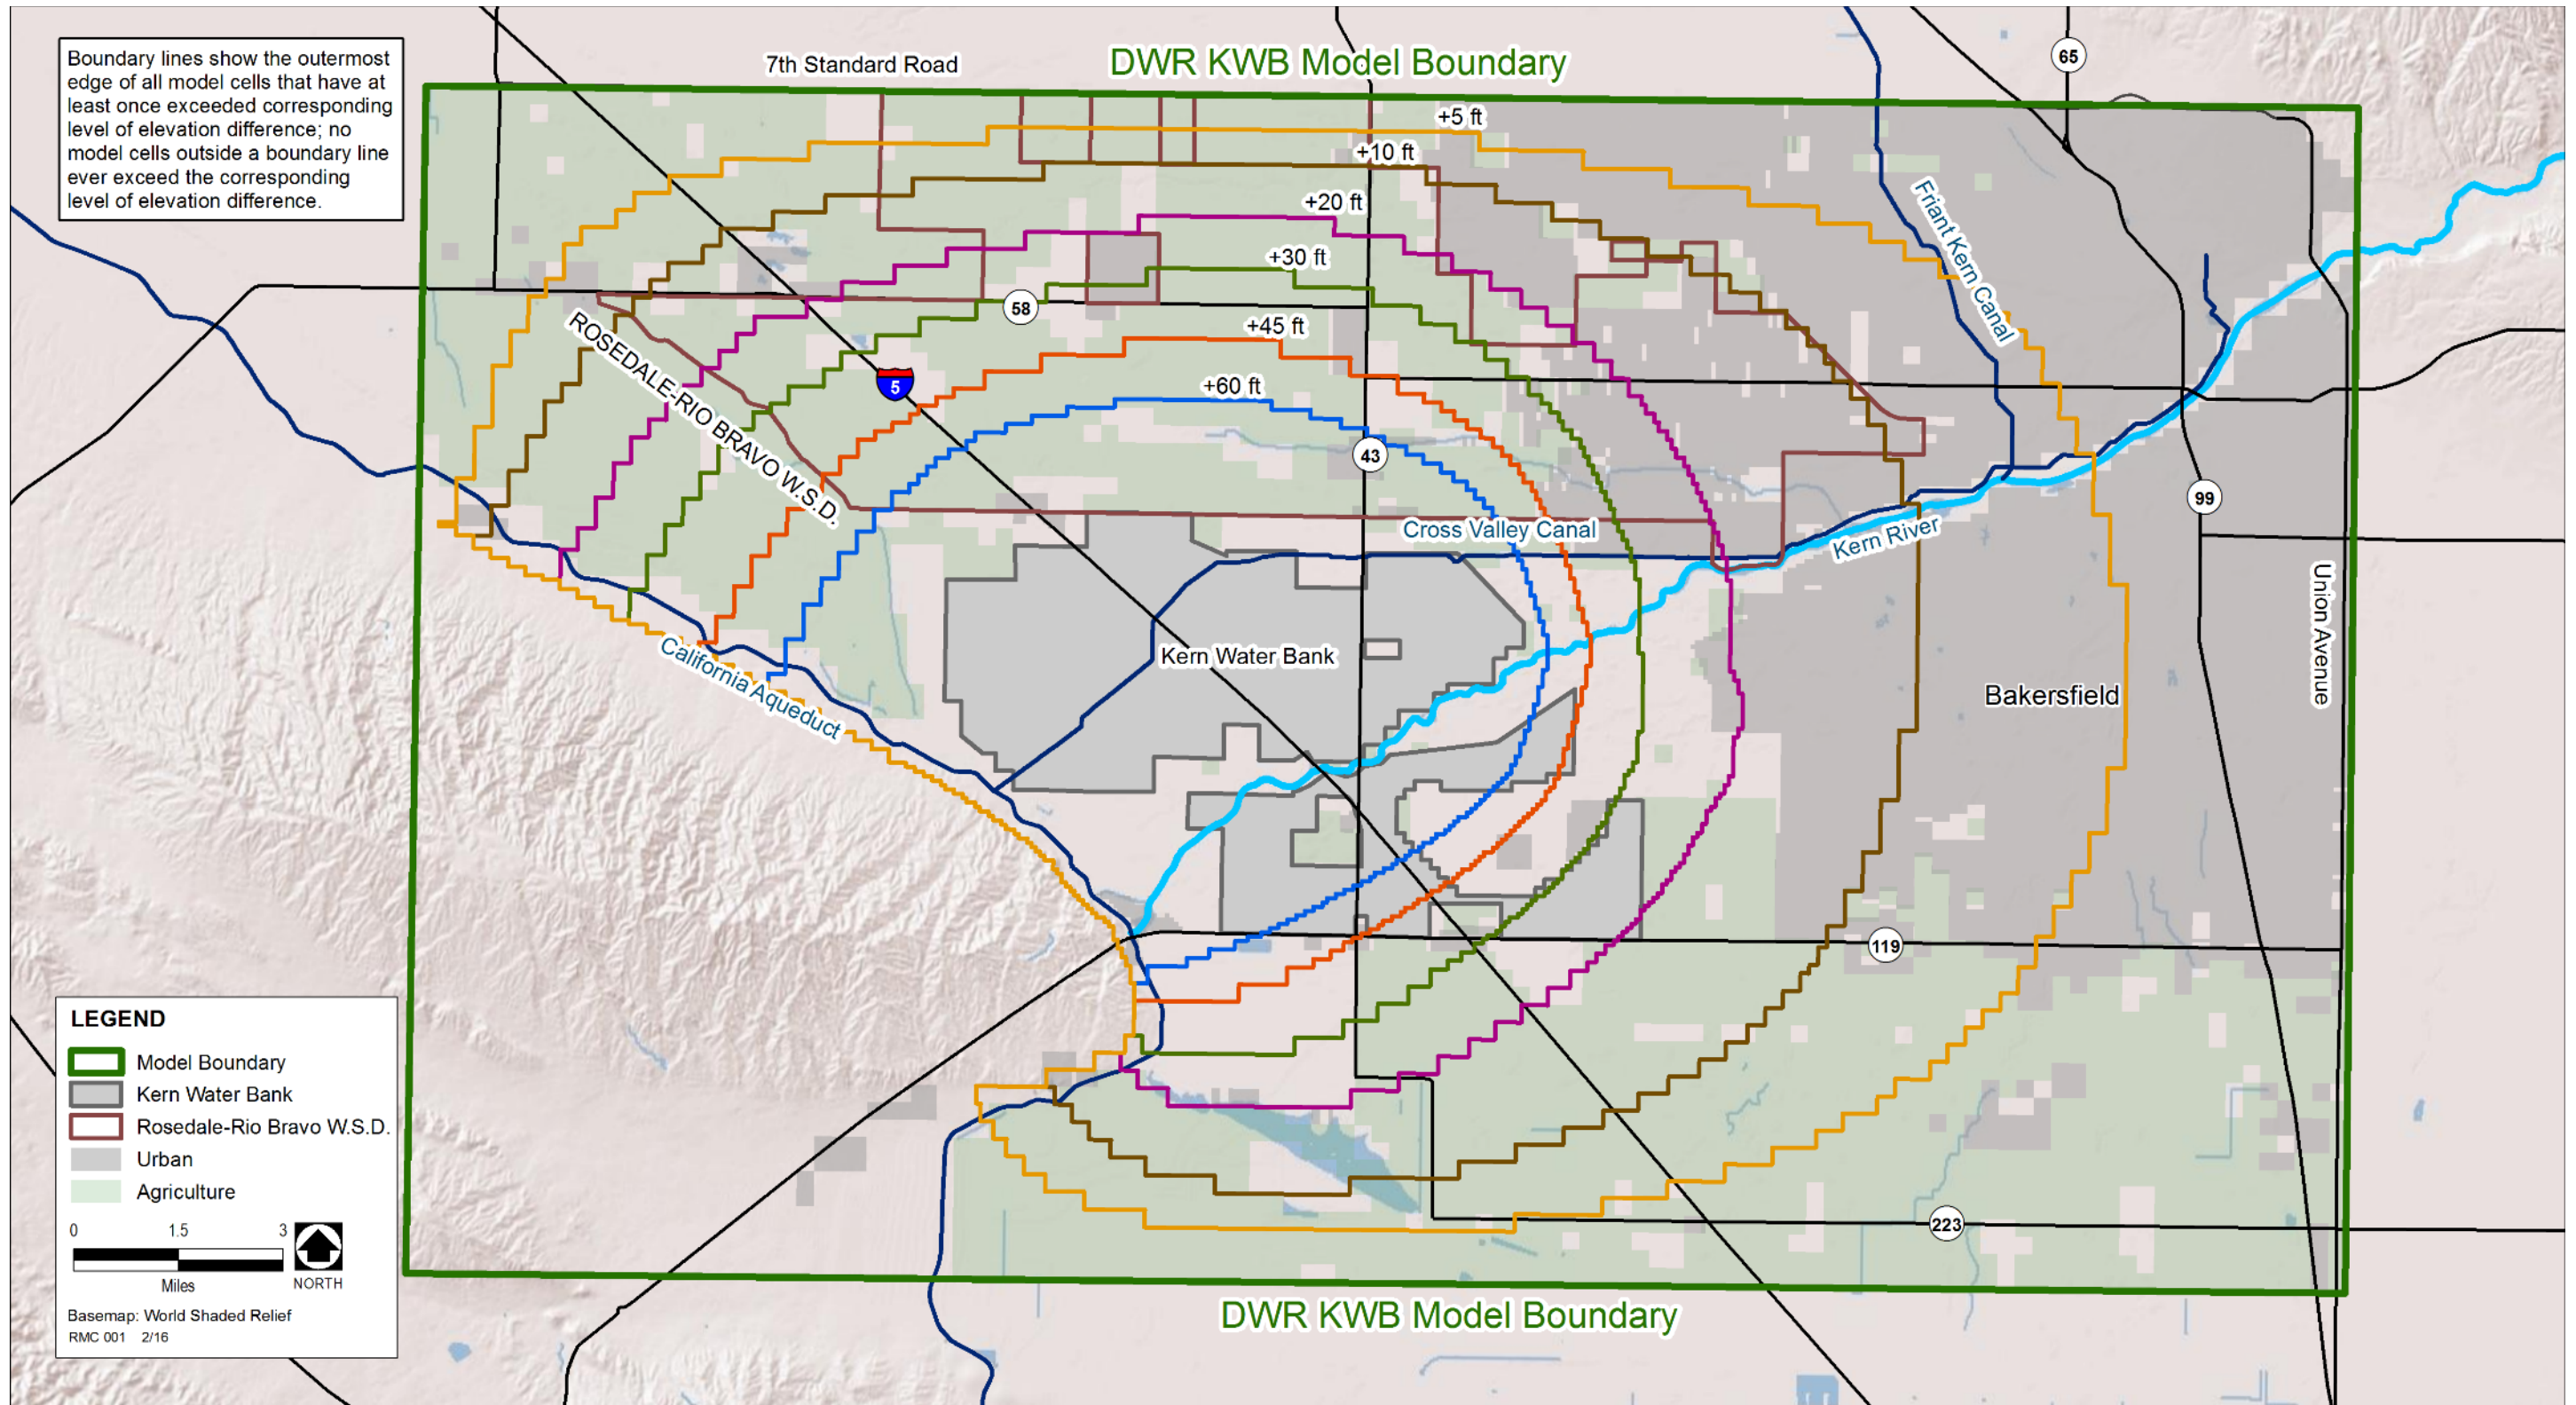 Boundary lines show the outermost
edge of all model cells that have at
least once exceeded corresponding
level of elevation difference; no
model cells outside a boundary line
ever exceed the corresponding
level of elevation difference.
7th Standard Road
DWR KWB Model Boundary
65
+5 ft
+10 ft
+20 ft
+30 ft
+45 ft
+60 ft
58
5
43
99
Friant Kern Canal
ROSEDALE-RIO BRAVO W.S.D.
Cross Valley Canal
Kern River
Union Avenue
Kern Water Bank
California Aqueduct
Bakersfield
119
223
DWR KWB Model Boundary
LEGEND
Model Boundary
Kern Water Bank
Rosedale-Rio Bravo W.S.D.
Urban
Agriculture
0 1.5 3
Miles
NORTH
Basemap: World Shaded Relief
RMC 001 2/16